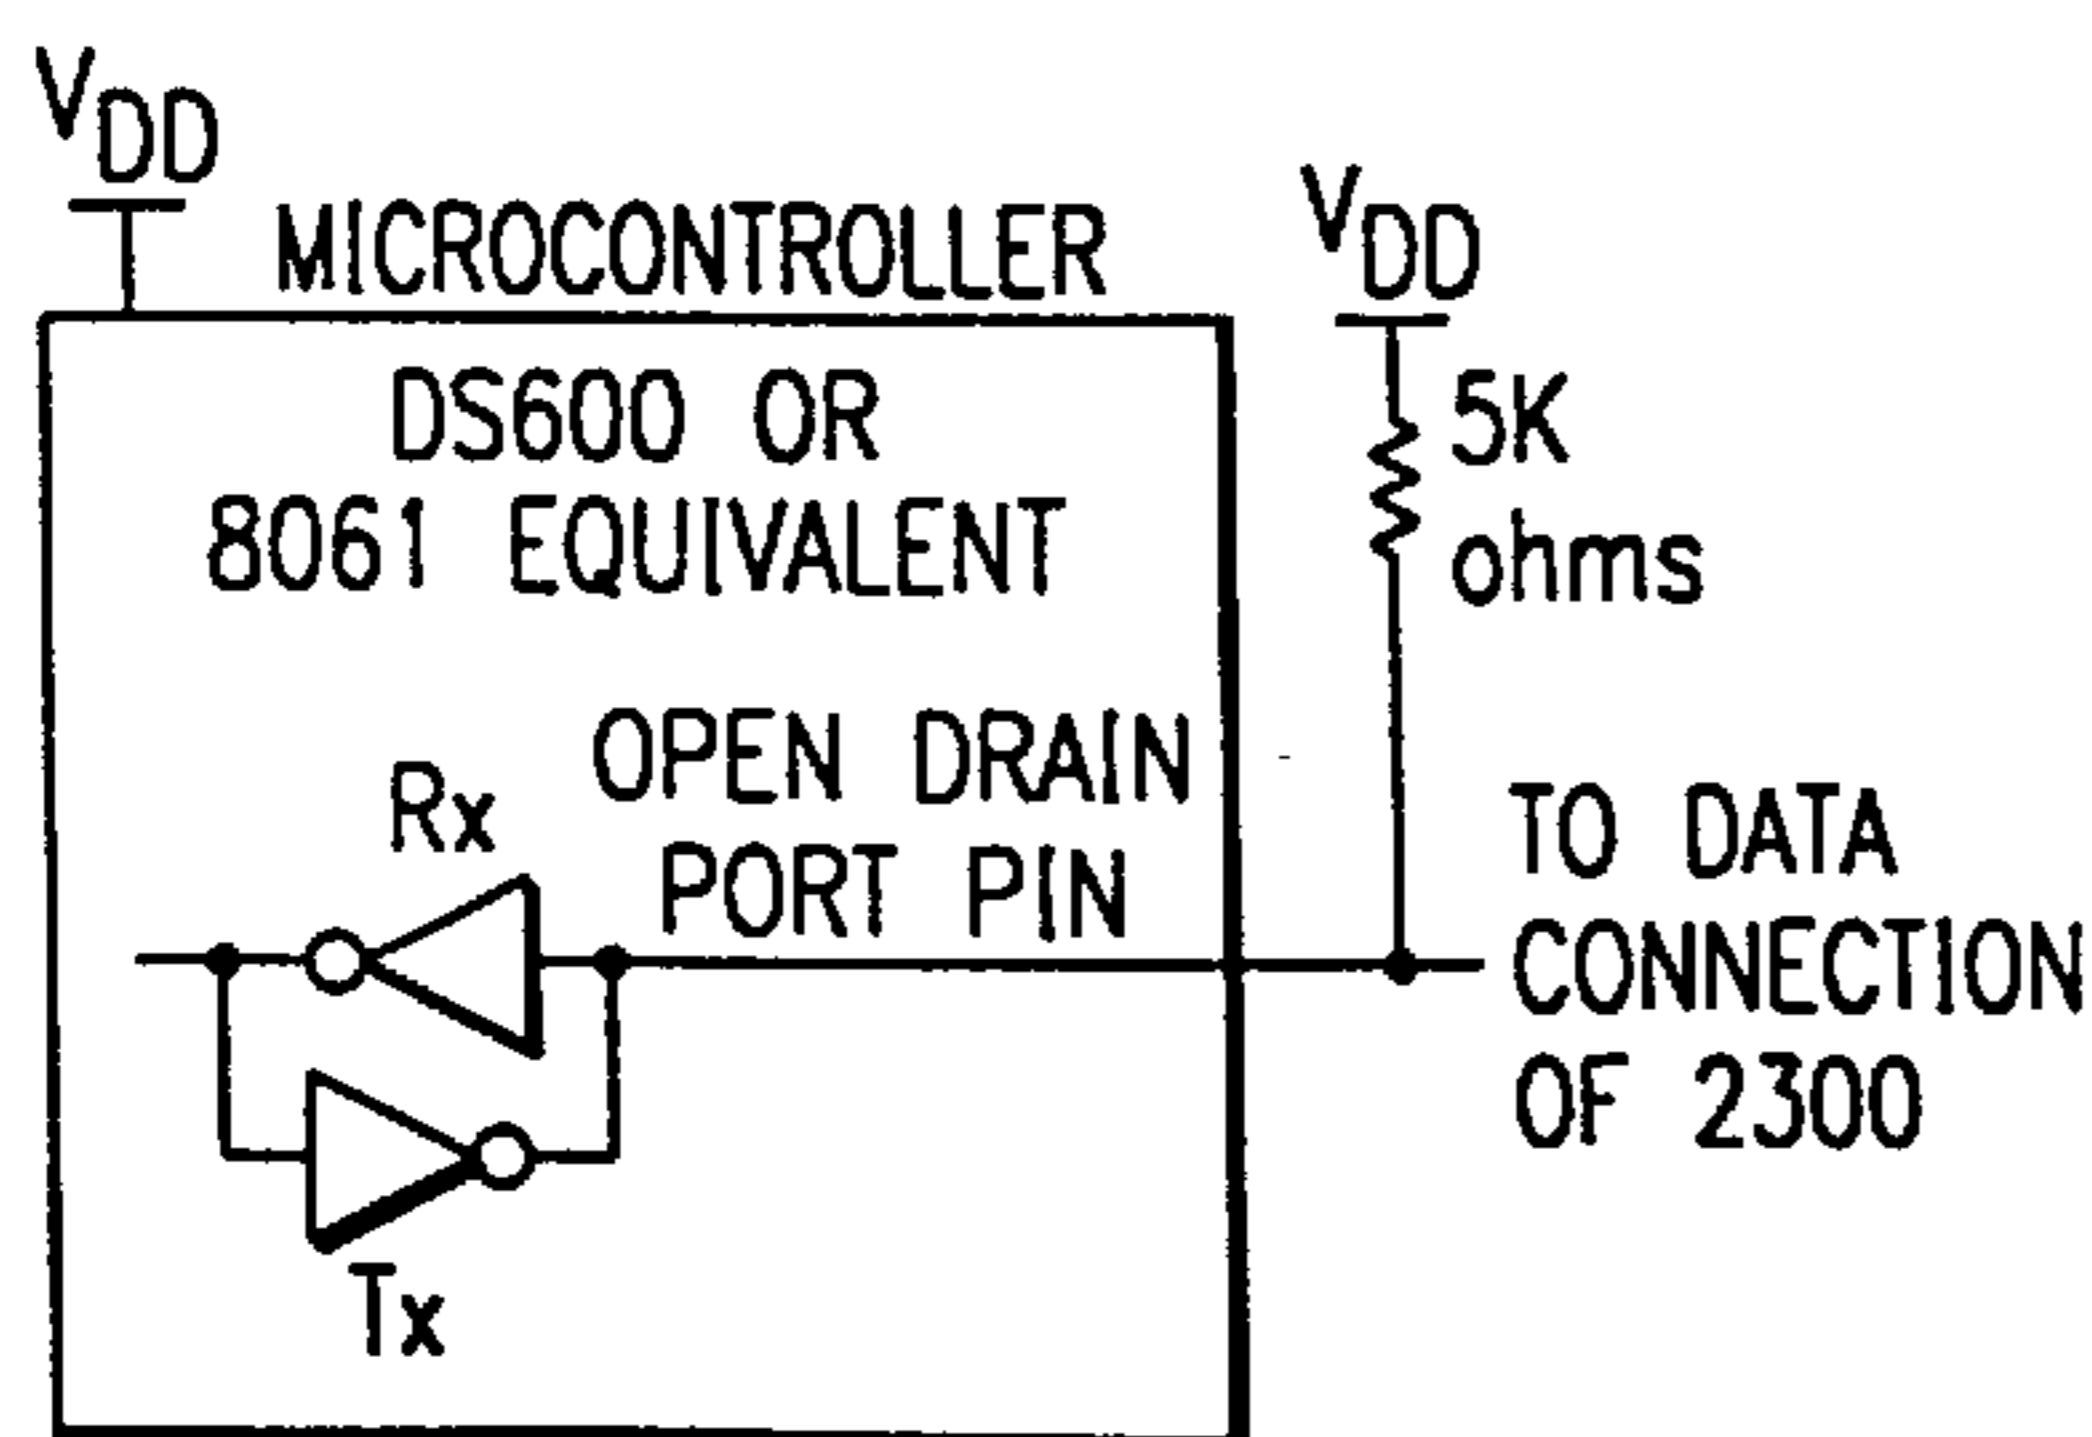 VDD
MICROCONTROLLER
DS600 OR
8061 EQUIVALENT
Rx
OPEN DRAIN
PORT PIN
Tx
VDD
5K
ohms
TO DATA
CONNECTION
OF 2300